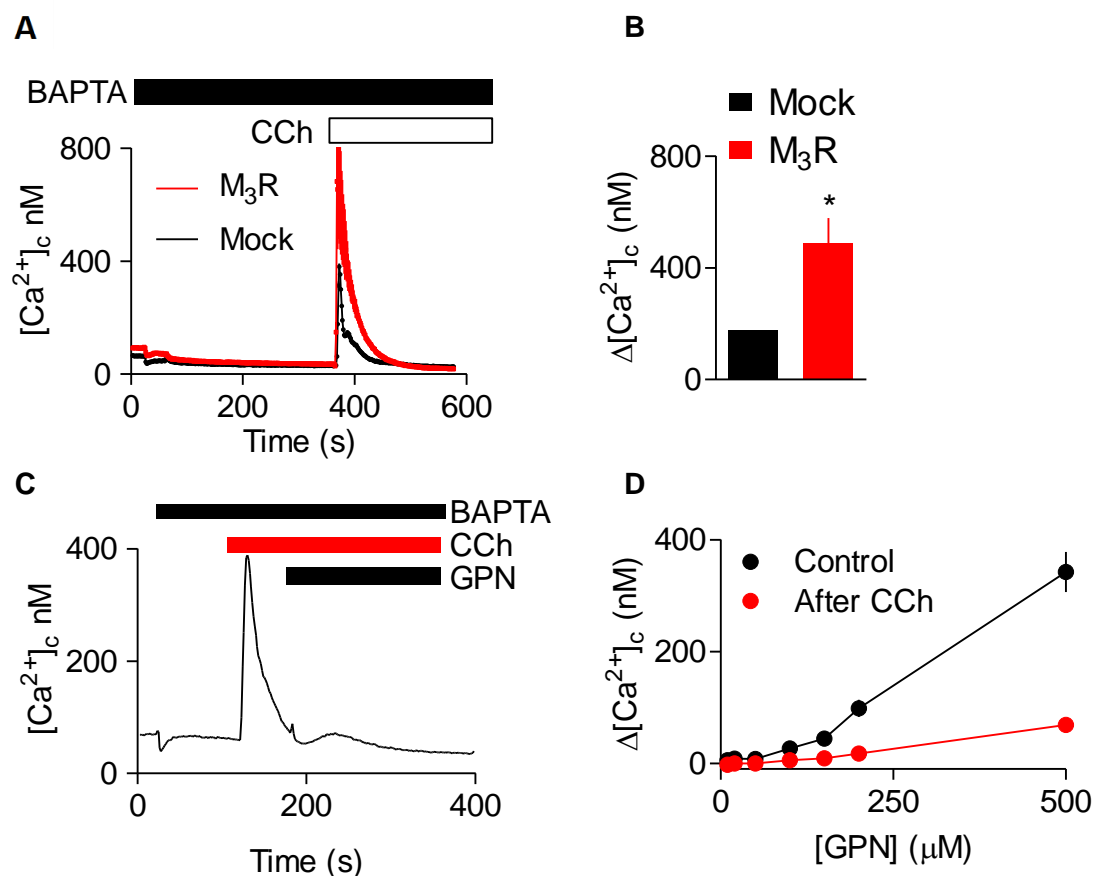 A
BAPTA
CCh
800
400
0
[Ca²⁺]c nM
M₃R
Mock
0 200 400 600
Time (s)
B
Mock
M₃R
800
400
0
Δ[Ca²⁺]c (nM)
*
C
BAPTA
CCh
GPN
400
200
0
[Ca²⁺]c nM
0 200 400
Time (s)
D
400
200
0
Δ[Ca²⁺]c (nM)
Control
After CCh
0 250 500
[GPN] (μM)